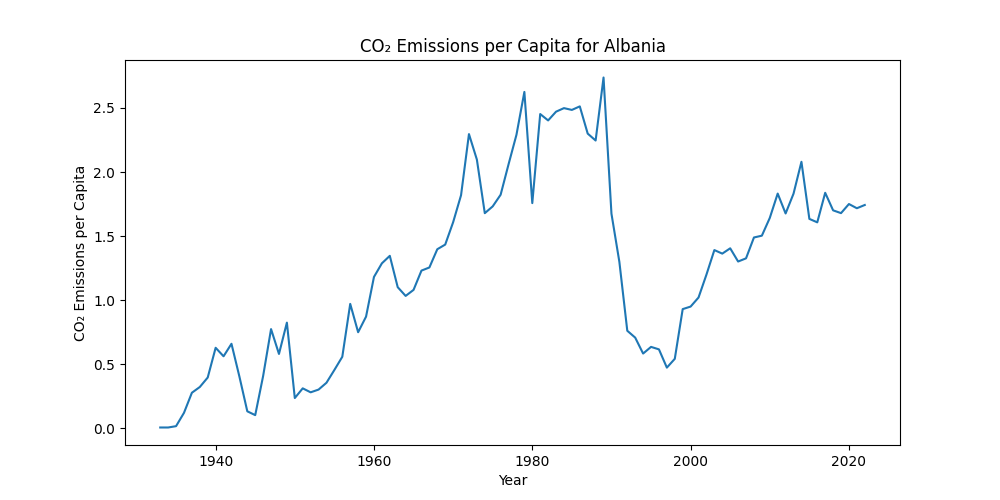 CO₂ Emissions per Capita for Albania
CO₂ Emissions per Capita
2.5
2.0
1.5
1.0
0.5
0.0
1940 1960 1980 2000 2020
Year